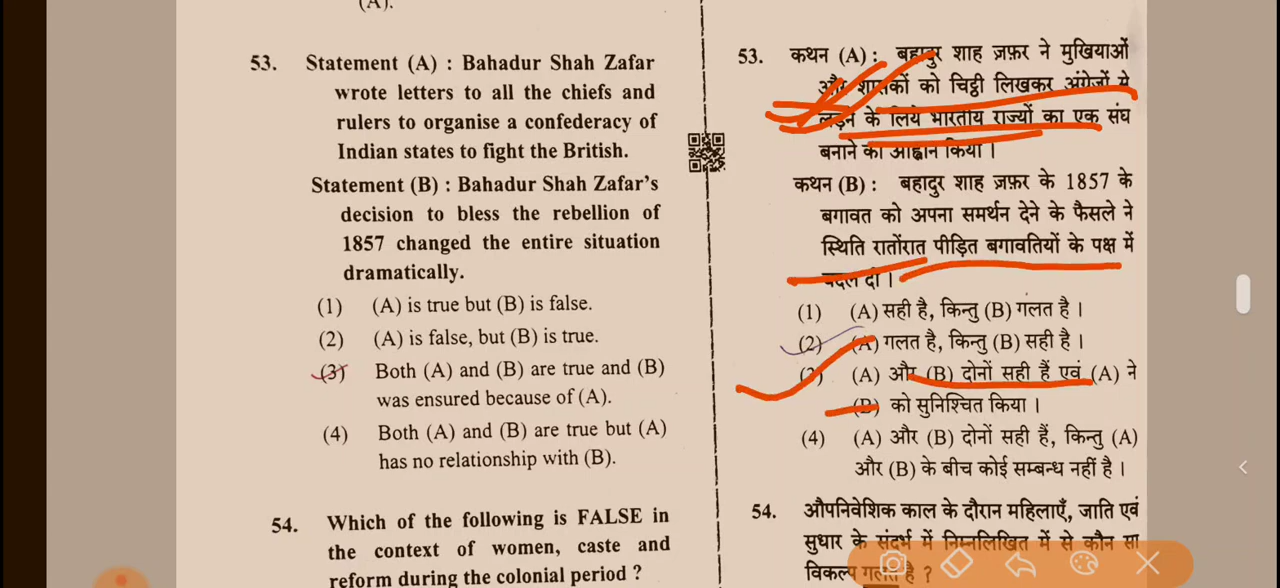 (A).
53. Statement (A) : Bahadur Shah Zafar
wrote letters to all the chiefs and
rulers to organise a confederacy of
Indian states to fight the British.
Statement (B) : Bahadur Shah Zafar's
decision to bless the rebellion of
1857 changed the entire situation
dramatically.
(1) (A) is true but (B) is false.
(2) (A) is false, but (B) is true.
(3) Both (A) and (B) are true and (B)
was ensured because of (A).
(4) Both (A) and (B) are true but (A)
has no relationship with (B).
54. Which of the following is FALSE in
the context of women, caste and
reform during the colonial period ?
53. कथन (A) : बहादुर शाह ज़फ़र ने मुखियाओं
और शासकों को चिट्ठी लिखकर अंग्रेजों से
लड़ने के लिये भारतीय राज्यों का एक संघ
बनाने का आह्वान किया ।
कथन (B) : बहादुर शाह ज़फ़र के 1857 के
बगावत को अपना समर्थन देने के फैसले ने
स्थिति रातोंरात पीड़ित बगावतियों के पक्ष में
बदल दी ।
(1) (A) सही है, किन्तु (B) गलत है ।
(2) (A) गलत है, किन्तु (B) सही है ।
(3) (A) और (B) दोनों सही हैं एवं (A) ने
(B) को सुनिश्चित किया ।
(4) (A) और (B) दोनों सही हैं, किन्तु (A)
और (B) के बीच कोई सम्बन्ध नहीं है ।
54. औपनिवेशिक काल के दौरान महिलाएँ, जाति एवं
सुधार के संदर्भ में निम्नलिखित में से कौन सा
विकल्प गलत है ?